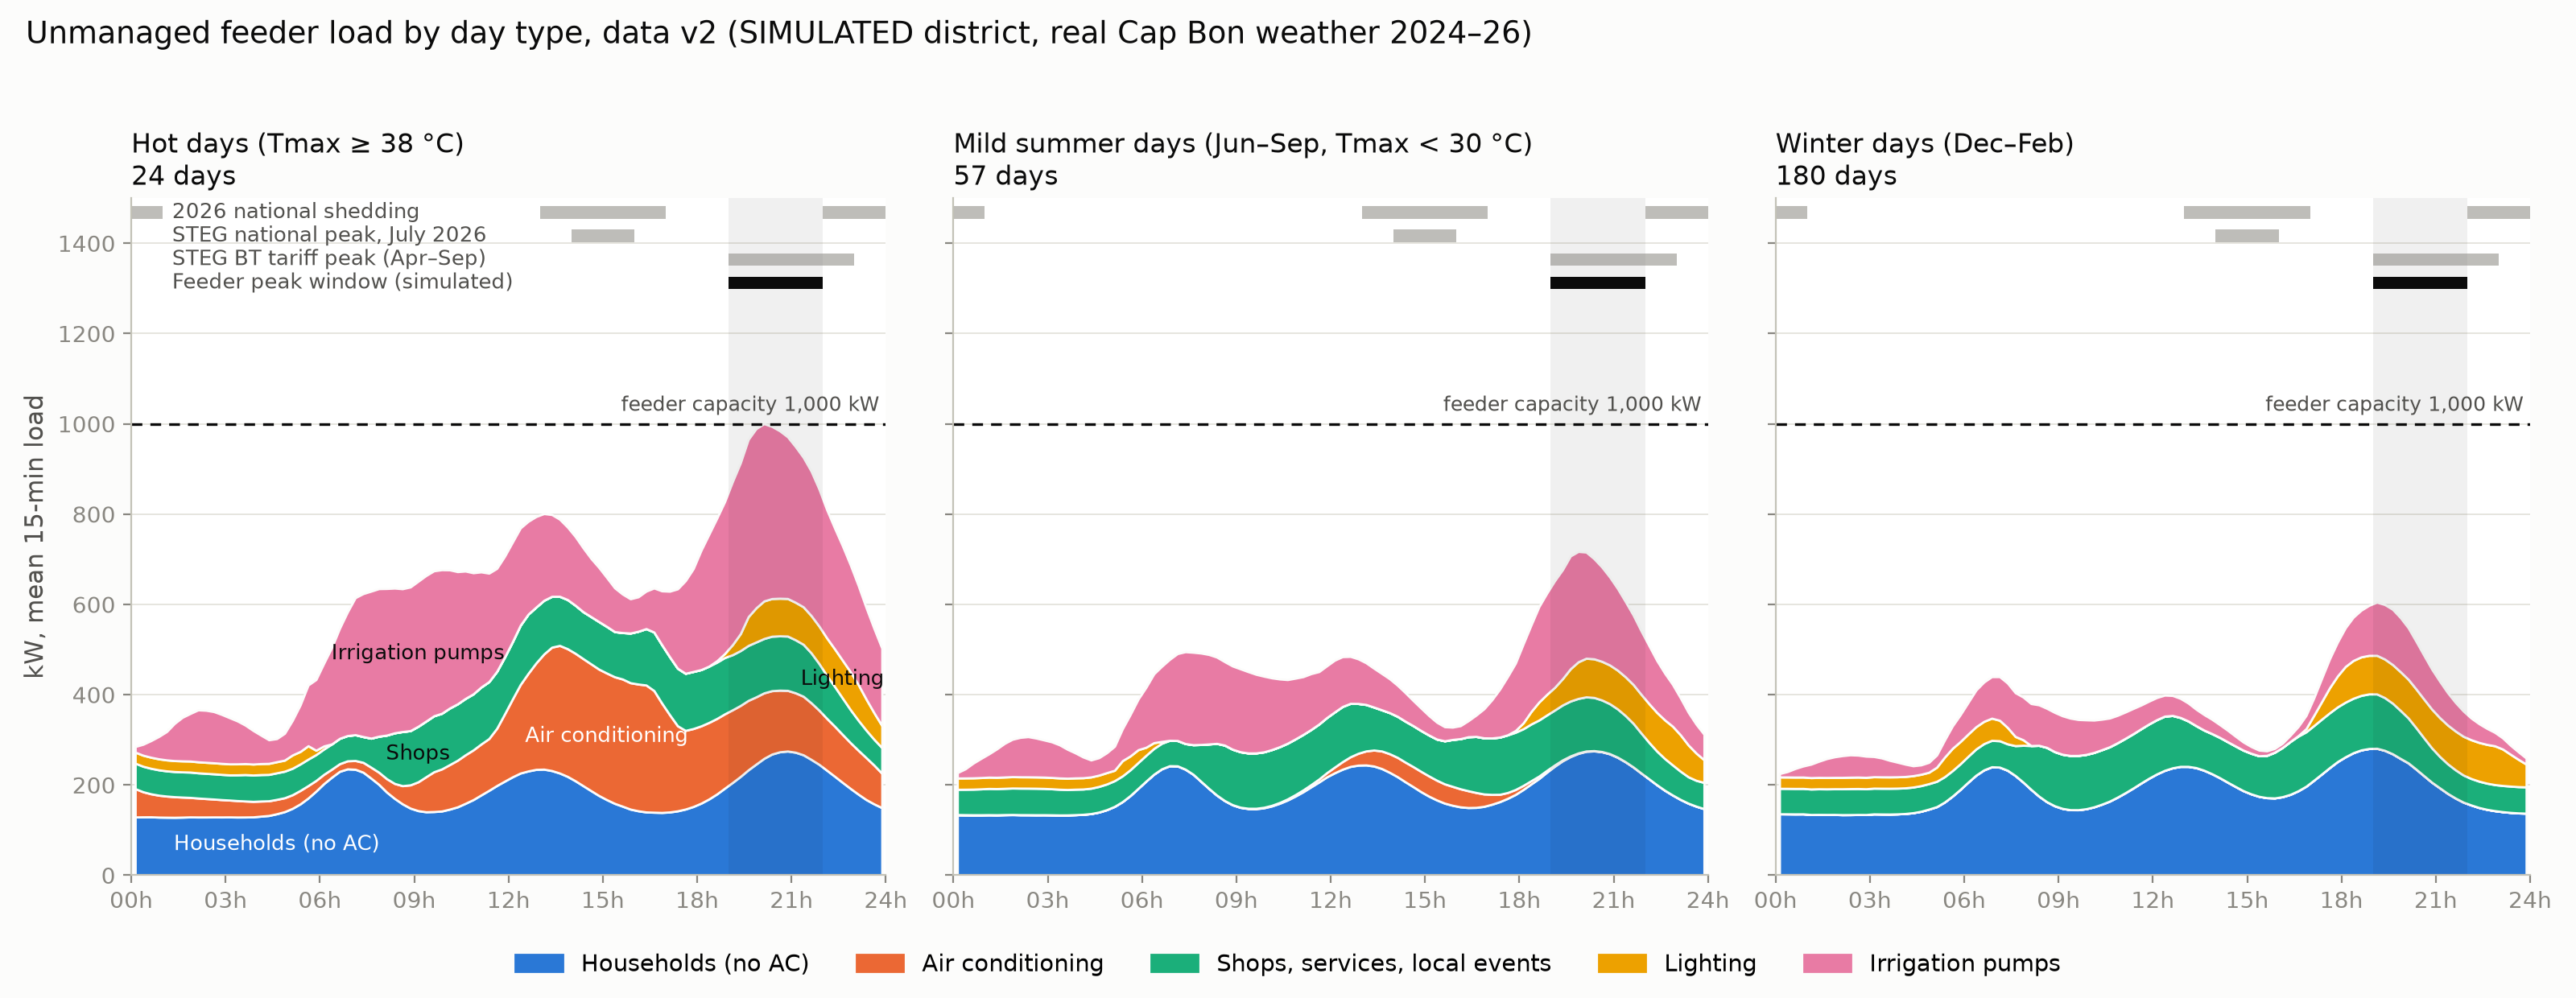 Unmanaged feeder load by day type, data v2 (SIMULATED district, real Cap Bon weather 2024–26)
Hot days (Tmax ≥ 38 °C)
24 days
2026 national shedding
STEG national peak, July 2026
STEG BT tariff peak (Apr–Sep)
Feeder peak window (simulated)
feeder capacity 1,000 kW
Irrigation pumps
Lighting
Shops
Air conditioning
Households (no AC)
kW, mean 15-min load
1400
1200
1000
800
600
400
200
0
00h 03h 06h 09h 12h 15h 18h 21h 24h
Mild summer days (Jun–Sep, Tmax < 30 °C)
57 days
feeder capacity 1,000 kW
00h 03h 06h 09h 12h 15h 18h 21h 24h
Winter days (Dec–Feb)
180 days
feeder capacity 1,000 kW
00h 03h 06h 09h 12h 15h 18h 21h 24h
Households (no AC) Air conditioning Shops, services, local events Lighting Irrigation pumps